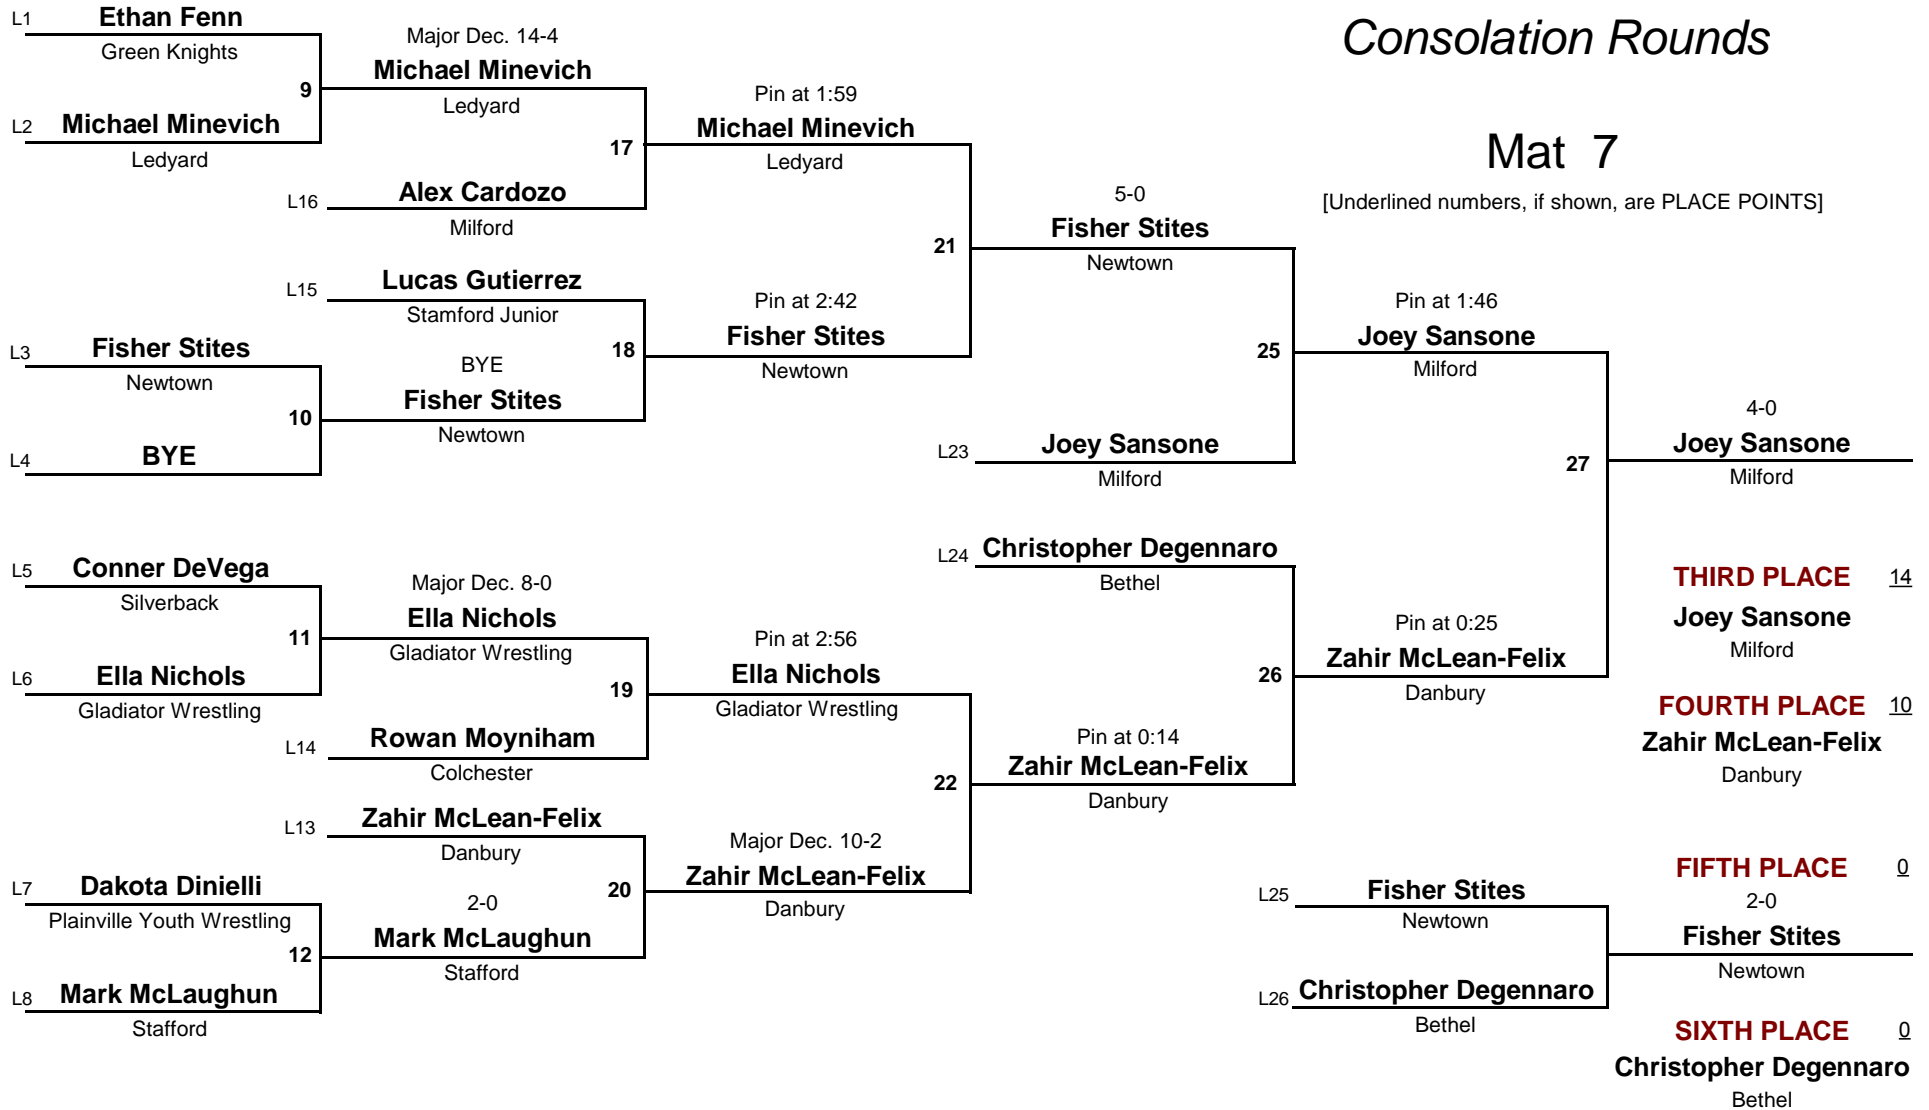 Consolation Rounds
Mat 7
[Underlined numbers, if shown, are PLACE POINTS]
L1 Ethan Fenn
Green Knights
9
L2 Michael Minevich
Ledyard
L3 Fisher Stites
Newtown
10
L4 BYE
L5 Conner DeVega
Silverback
11
L6 Ella Nichols
Gladiator Wrestling
L7 Dakota Dinielli
Plainville Youth Wrestling
12
L8 Mark McLaughun
Stafford
Major Dec. 14-4
Michael Minevich
Ledyard
17
L16 Alex Cardozo
Milford
L15 Lucas Gutierrez
Stamford Junior
18
BYE
Fisher Stites
Newtown
Major Dec. 8-0
Ella Nichols
Gladiator Wrestling
19
L14 Rowan Moyniham
Colchester
L13 Zahir McLean-Felix
Danbury
20
2-0
Mark McLaughun
Stafford
Pin at 1:59
Michael Minevich
Ledyard
21
Pin at 2:42
Fisher Stites
Newtown
Pin at 2:56
Ella Nichols
Gladiator Wrestling
22
Major Dec. 10-2
Zahir McLean-Felix
Danbury
5-0
Fisher Stites
Newtown
25
L23 Joey Sansone
Milford
L24 Christopher Degennaro
Bethel
26
Pin at 0:14
Zahir McLean-Felix
Danbury
Pin at 1:46
Joey Sansone
Milford
27
Pin at 0:25
Zahir McLean-Felix
Danbury
4-0
Joey Sansone
Milford
THIRD PLACE 14
Joey Sansone
Milford
FOURTH PLACE 10
Zahir McLean-Felix
Danbury
L25 Fisher Stites
Newtown
L26 Christopher Degennaro
Bethel
FIFTH PLACE 0
2-0
Fisher Stites
Newtown
SIXTH PLACE 0
Christopher Degennaro
Bethel